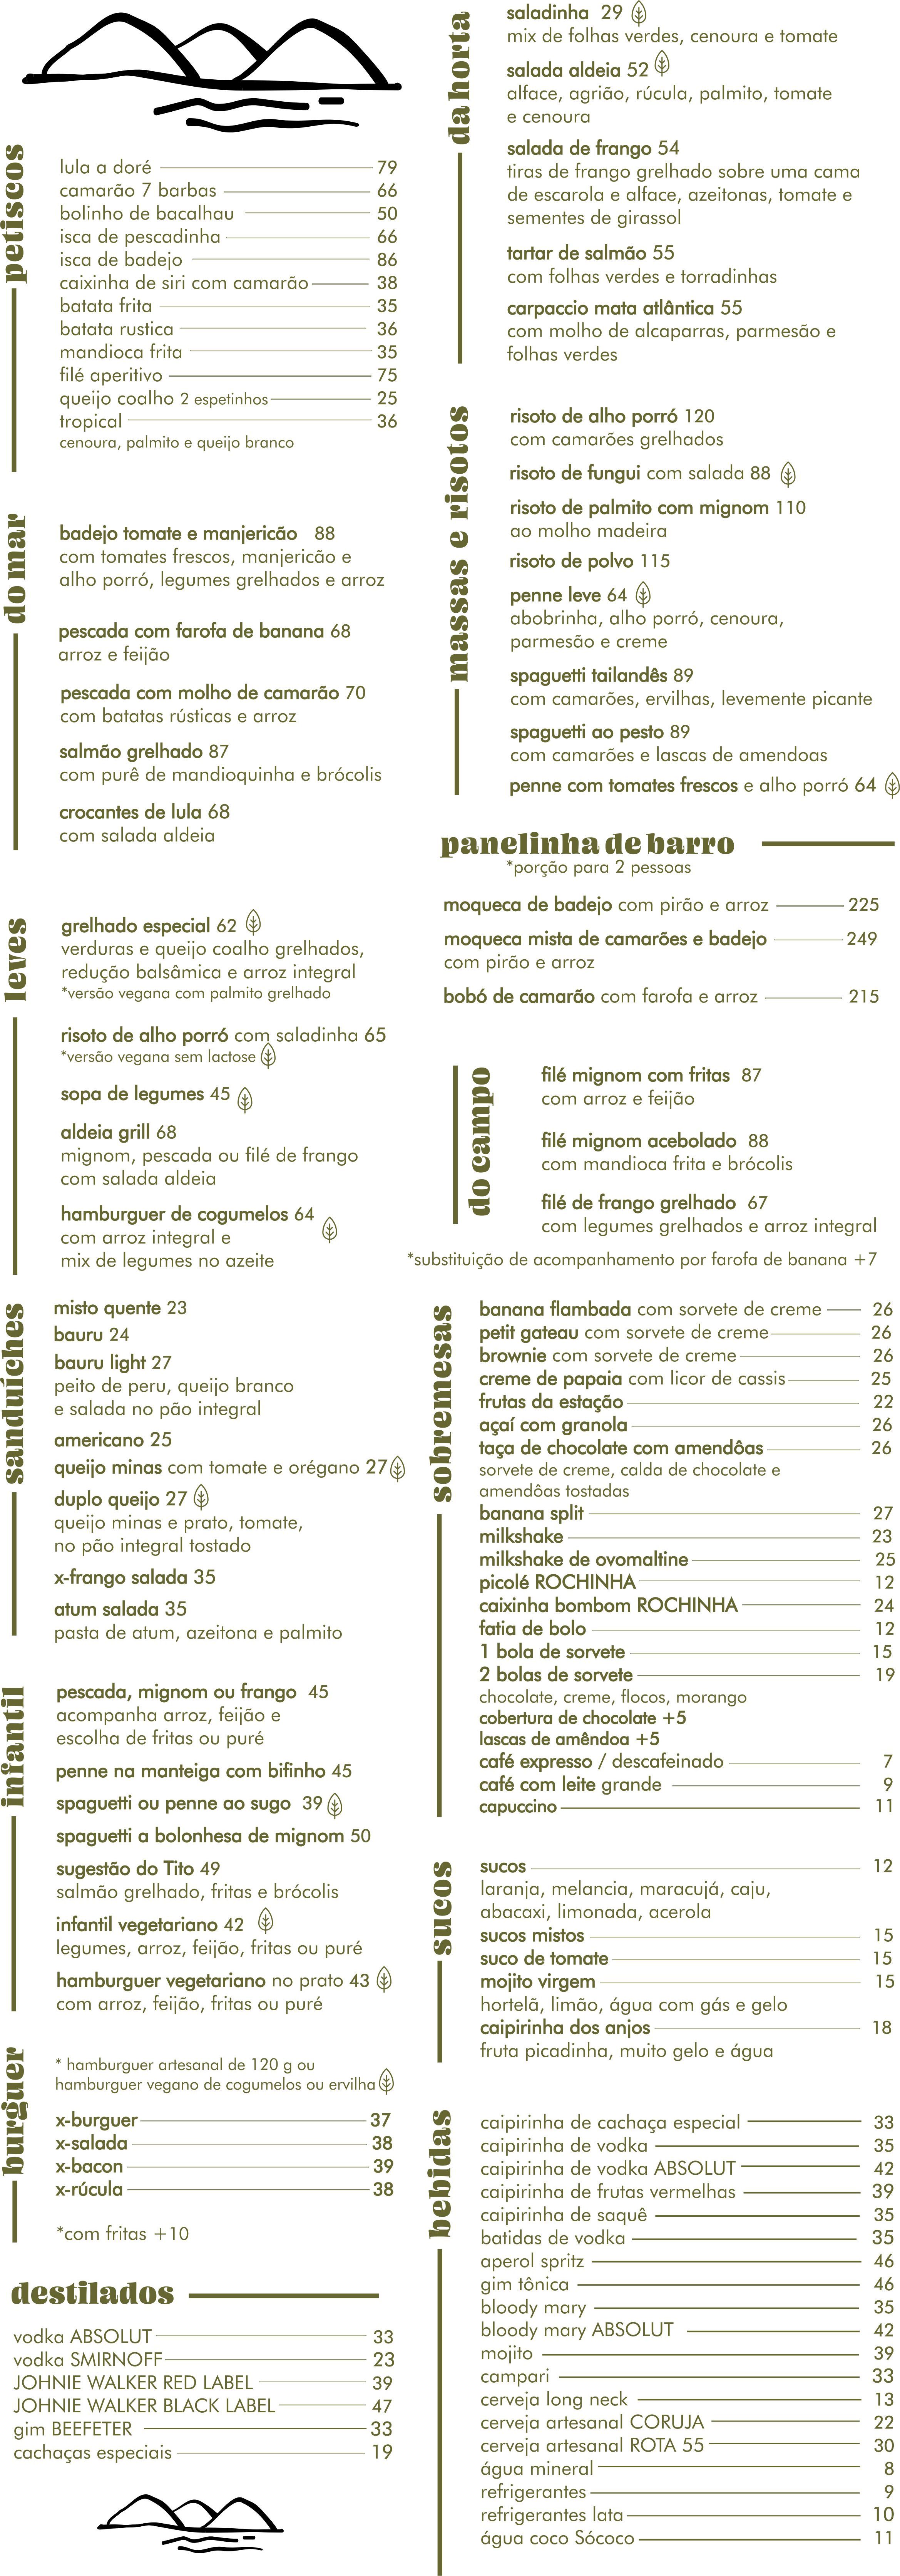 petiscos
lula a doré 79
camarão 7 barbas 66
bolinho de bacalhau 50
isca de pescadinha 66
isca de badejo 86
caixinha de siri com camarão 38
batata frita 35
batata rustica 36
mandioca frita 35
filé aperitivo 75
queijo coalho 2 espetinhos 25
tropical 36
cenoura, palmito e queijo branco
do mar
badejo tomate e manjericão 88
com tomates frescos, manjericão e
alho porró, legumes grelhados e arroz
pescada com farofa de banana 68
arroz e feijão
pescada com molho de camarão 70
com batatas rústicas e arroz
salmão grelhado 87
com purê de mandioquinha e brócolis
crocantes de lula 68
com salada aldeia
leves
grelhado especial 62
verduras e queijo coalho grelhados,
redução balsâmica e arroz integral
*versão vegana com palmito grelhado
risoto de alho porró com saladinha 65
*versão vegana sem lactose
sopa de legumes 45
aldeia grill 68
mignom, pescada ou filé de frango
com salada aldeia
hamburguer de cogumelos 64
com arroz integral e
mix de legumes no azeite
sanduíches
misto quente 23
bauru 24
bauru light 27
peito de peru, queijo branco
e salada no pão integral
americano 25
queijo minas com tomate e orégano 27
duplo queijo 27
queijo minas e prato, tomate,
no pão integral tostado
x-frango salada 35
atum salada 35
pasta de atum, azeitona e palmito
infantil
pescada, mignom ou frango 45
acompanha arroz, feijão e
escolha de fritas ou puré
penne na manteiga com bifinho 45
spaguetti ou penne ao sugo 39
spaguetti a bolonhesa de mignom 50
sugestão do Tito 49
salmão grelhado, fritas e brócolis
infantil vegetariano 42
legumes, arroz, feijão, fritas ou puré
hamburguer vegetariano no prato 43
com arroz, feijão, fritas ou puré
burguer
* hamburguer artesanal de 120 g ou
hamburguer vegano de cogumelos ou ervilha
x-burguer 37
x-salada 38
x-bacon 39
x-rúcula 38
*com fritas +10
destilados
vodka ABSOLUT 33
vodka SMIRNOFF 23
JOHNIE WALKER RED LABEL 39
JOHNIE WALKER BLACK LABEL 47
gim BEEFETER 33
cachaças especiais 19
da horta
saladinha 29
mix de folhas verdes, cenoura e tomate
salada aldeia 52
alface, agrião, rúcula, palmito, tomate
e cenoura
salada de frango 54
tiras de frango grelhado sobre uma cama
de escarola e alface, azeitonas, tomate e
sementes de girassol
tartar de salmão 55
com folhas verdes e torradinhas
carpaccio mata atlântica 55
com molho de alcaparras, parmesão e
folhas verdes
massas e risotos
risoto de alho porró 120
com camarões grelhados
risoto de fungui com salada 88
risoto de palmito com mignom 110
ao molho madeira
risoto de polvo 115
penne leve 64
abobrinha, alho porró, cenoura,
parmesão e creme
spaguetti tailandês 89
com camarões, ervilhas, levemente picante
spaguetti ao pesto 89
com camarões e lascas de amendoas
penne com tomates frescos e alho porró 64
panelinha de barro
*porção para 2 pessoas
moqueca de badejo com pirão e arroz 225
moqueca mista de camarões e badejo 249
com pirão e arroz
bobó de camarão com farofa e arroz 215
do campo
filé mignom com fritas 87
com arroz e feijão
filé mignom acebolado 88
com mandioca frita e brócolis
filé de frango grelhado 67
com legumes grelhados e arroz integral
*substituição de acompanhamento por farofa de banana +7
sobremesas
banana flambada com sorvete de creme 26
petit gateau com sorvete de creme 26
brownie com sorvete de creme 26
creme de papaia com licor de cassis 25
frutas da estação 22
açaí com granola 26
taça de chocolate com amendôas 26
sorvete de creme, calda de chocolate e
amendôas tostadas
banana split 27
milkshake 23
milkshake de ovomaltine 25
picolé ROCHINHA 12
caixinha bombom ROCHINHA 24
fatia de bolo 12
1 bola de sorvete 15
2 bolas de sorvete 19
chocolate, creme, flocos, morango
cobertura de chocolate +5
lascas de amêndoa +5
café expresso / descafeinado 7
café com leite grande 9
capuccino 11
sucos
sucos 12
laranja, melancia, maracujá, caju,
abacaxi, limonada, acerola
sucos mistos 15
suco de tomate 15
mojito virgem 15
hortelã, limão, água com gás e gelo
caipirinha dos anjos 18
fruta picadinha, muito gelo e água
bebidas
caipirinha de cachaça especial 33
caipirinha de vodka 35
caipirinha de vodka ABSOLUT 42
caipirinha de frutas vermelhas 39
caipirinha de saquê 35
batidas de vodka 35
aperol spritz 46
gim tônica 46
bloody mary 35
bloody mary ABSOLUT 42
mojito 39
campari 33
cerveja long neck 13
cerveja artesanal CORUJA 22
cerveja artesanal ROTA 55 30
água mineral 8
refrigerantes 9
refrigerantes lata 10
água coco Sócoco 11